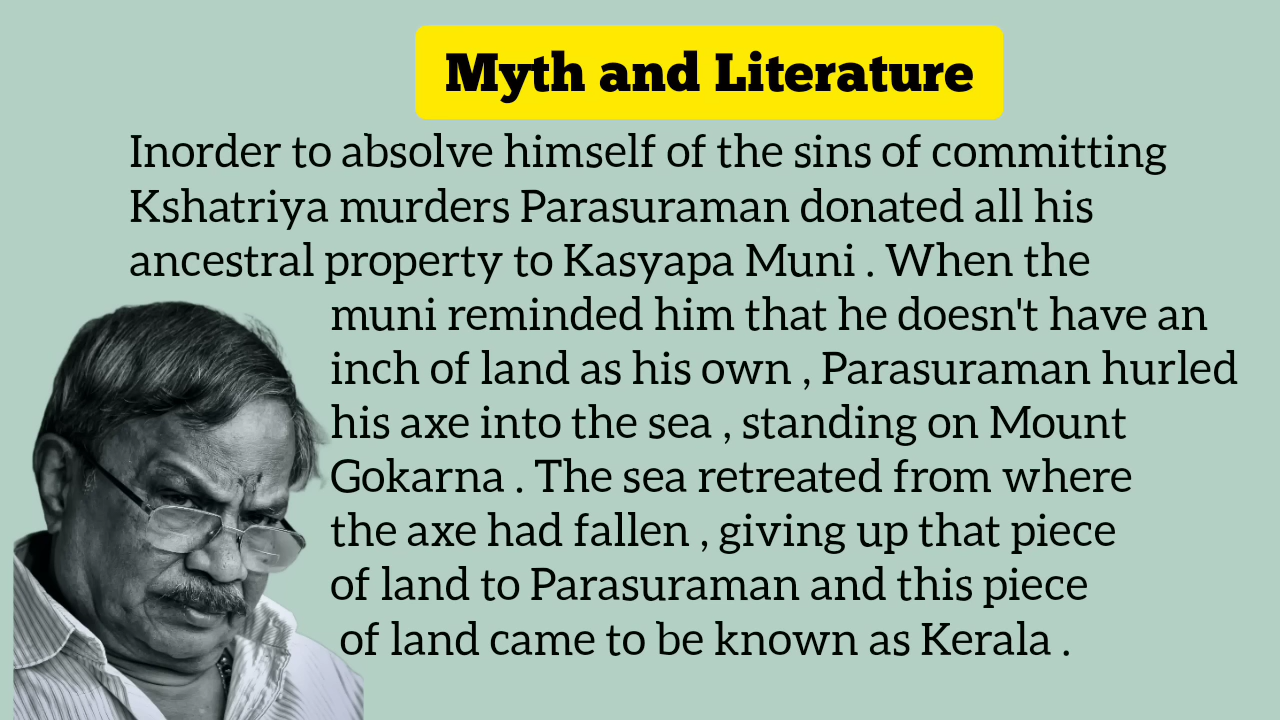 Myth and Literature
Inorder to absolve himself of the sins of committing
Kshatriya murders Parasuraman donated all his
ancestral property to Kasyapa Muni . When the
muni reminded him that he doesn't have an
inch of land as his own , Parasuraman hurled
his axe into the sea , standing on Mount
Gokarna . The sea retreated from where
the axe had fallen , giving up that piece
of land to Parasuraman and this piece
of land came to be known as Kerala .